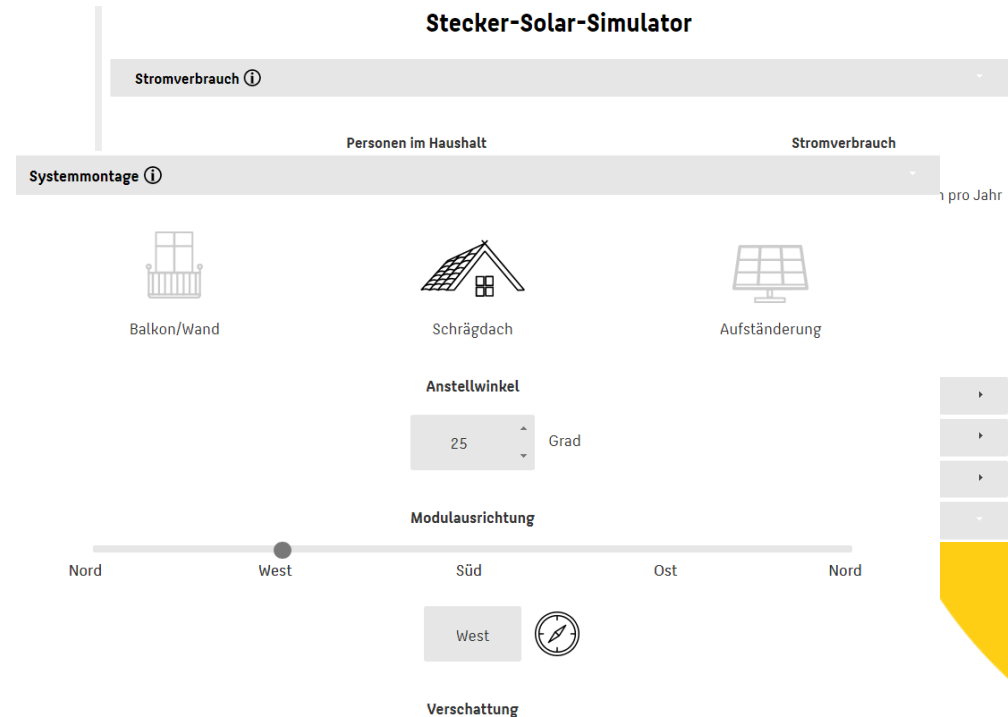 Stecker-Solar-Simulator
Stromverbrauch
Personen im Haushalt Stromverbrauch
Systemmontage
pro Jahr
Balkon/Wand Schrägdach Aufständerung
Anstellwinkel
25 Grad
Modulausrichtung
Nord West Süd Ost Nord
West
Verschattung